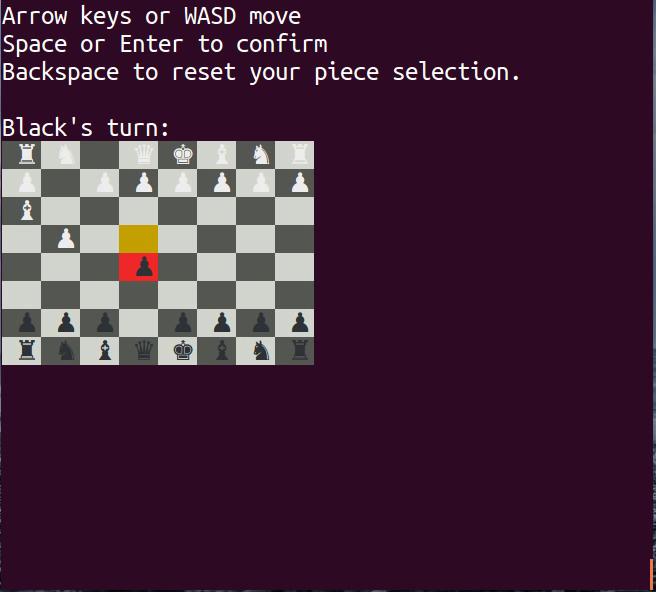 Arrow keys or WASD move
Space or Enter to confirm
Backspace to reset your piece selection.
Black's turn: